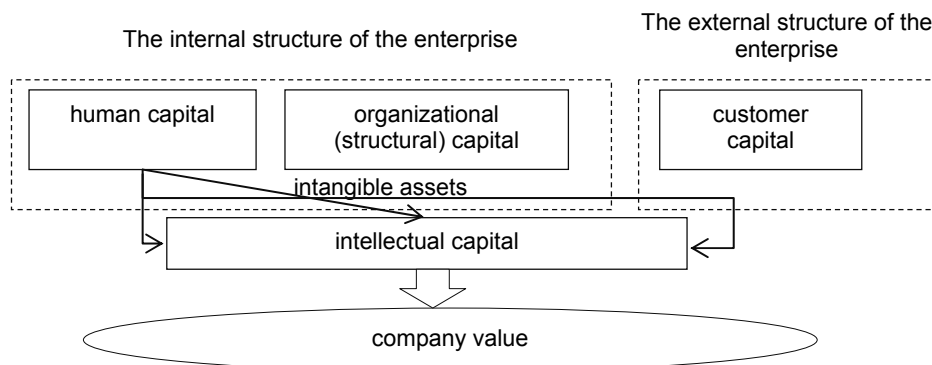 The internal structure of the enterprise
The external structure of the
enterprise
human capital
organizational
(structural) capital
customer
capital
intangible assets
intellectual capital
company value